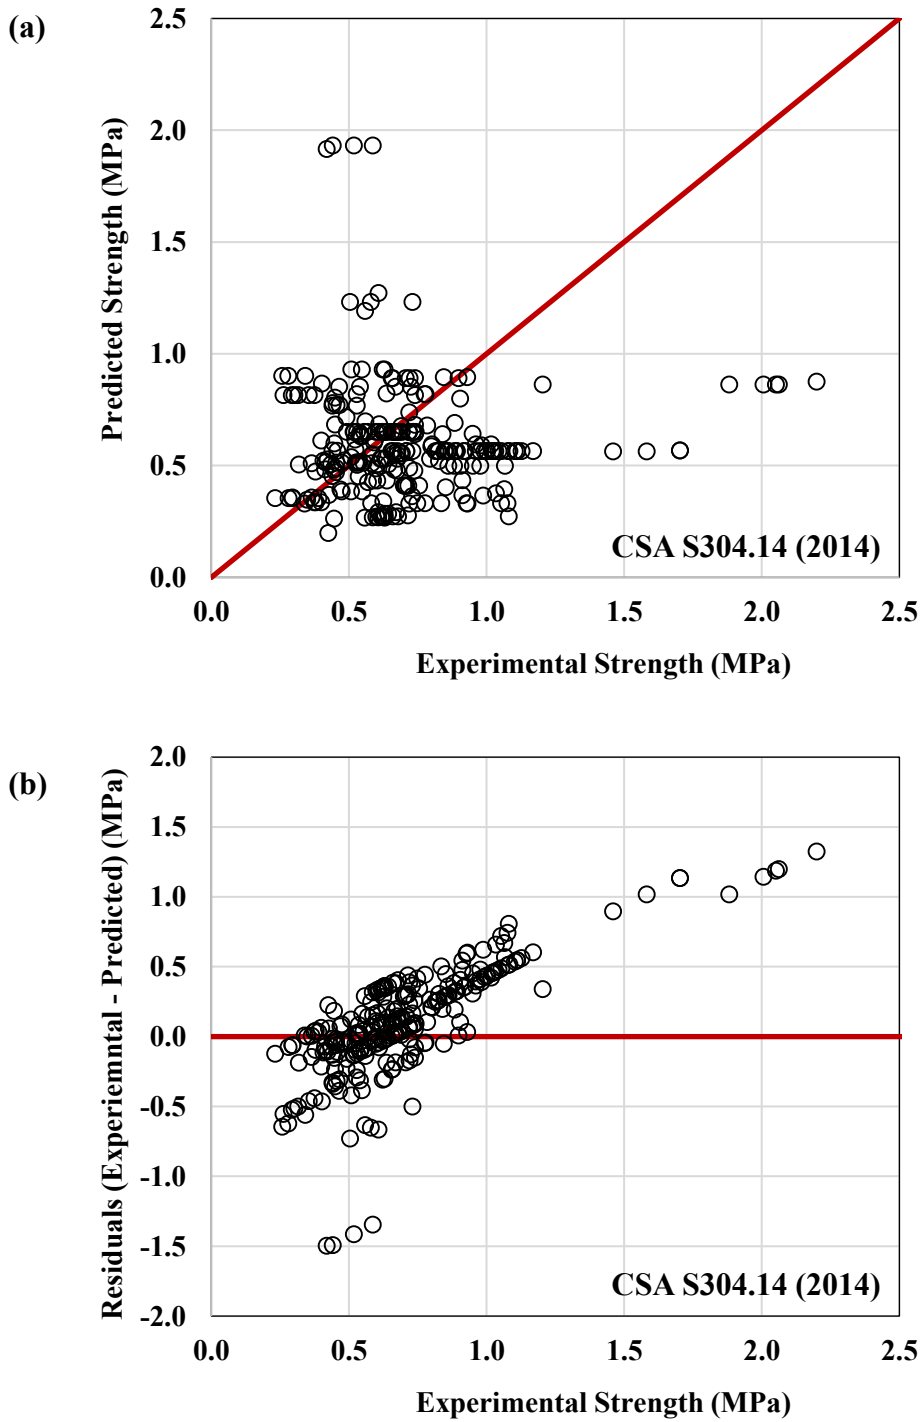 (a)
Predicted Strength (MPa)
2.5
2.0
1.5
1.0
0.5
0.0
CSA S304.14 (2014)
0.0 0.5 1.0 1.5 2.0 2.5
Experimental Strength (MPa)
(b)
Residuals (Experiemntal - Predicted) (MPa)
2.0
1.5
1.0
0.5
0.0
-0.5
-1.0
-1.5
-2.0
CSA S304.14 (2014)
0.0 0.5 1.0 1.5 2.0 2.5
Experimental Strength (MPa)